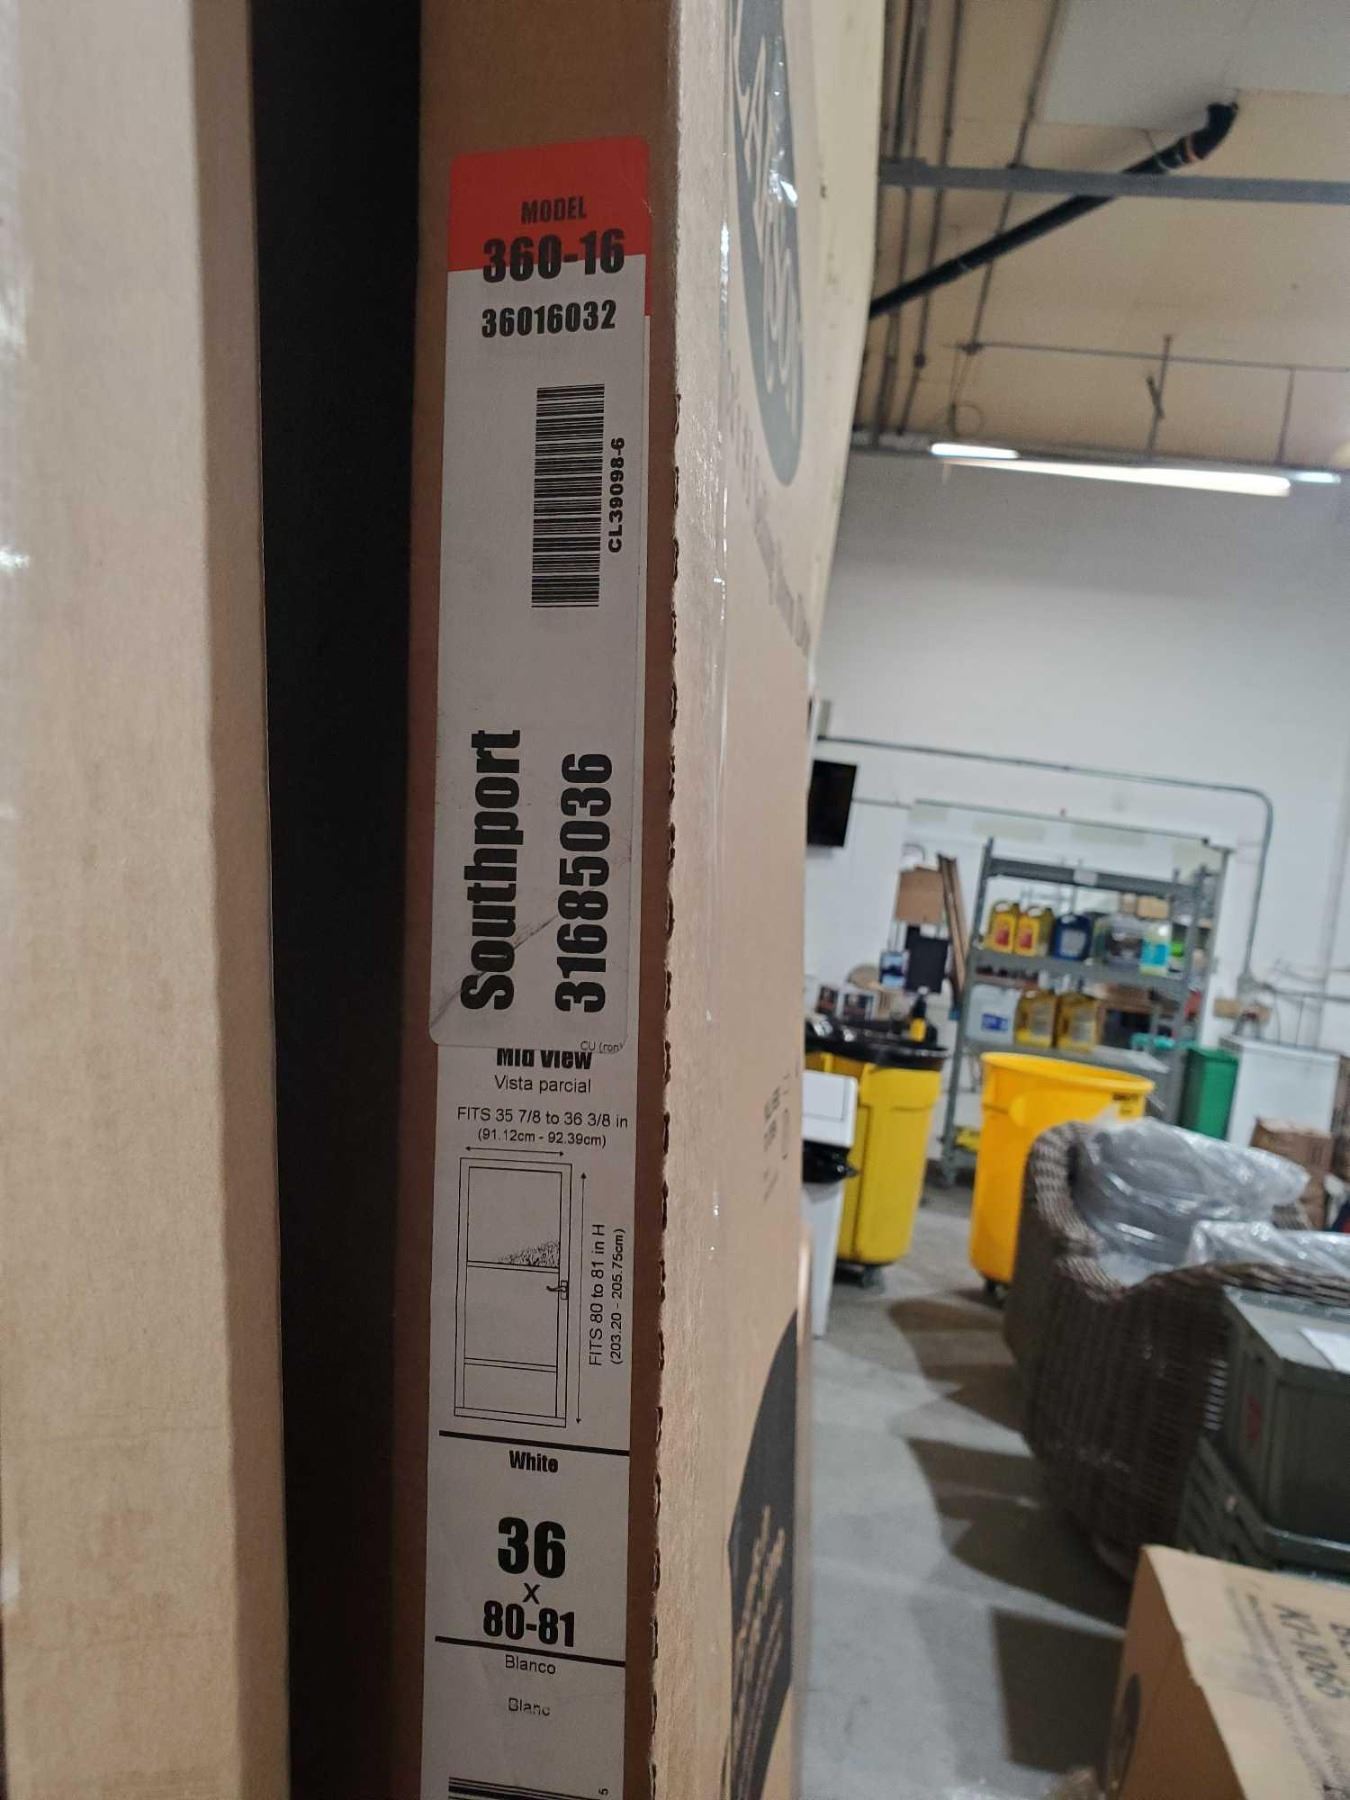 MODEL
360-16
36016032
CL39098-6
Southport
31685036
Mid View
Vista parcial
FITS 35 7/8 to 36 3/8 in
(91.12cm - 92.39cm)
FITS 80 to 81 in H
(203.20 - 205.75cm)
White
36
X
80-81
Blanco
Blanc
5